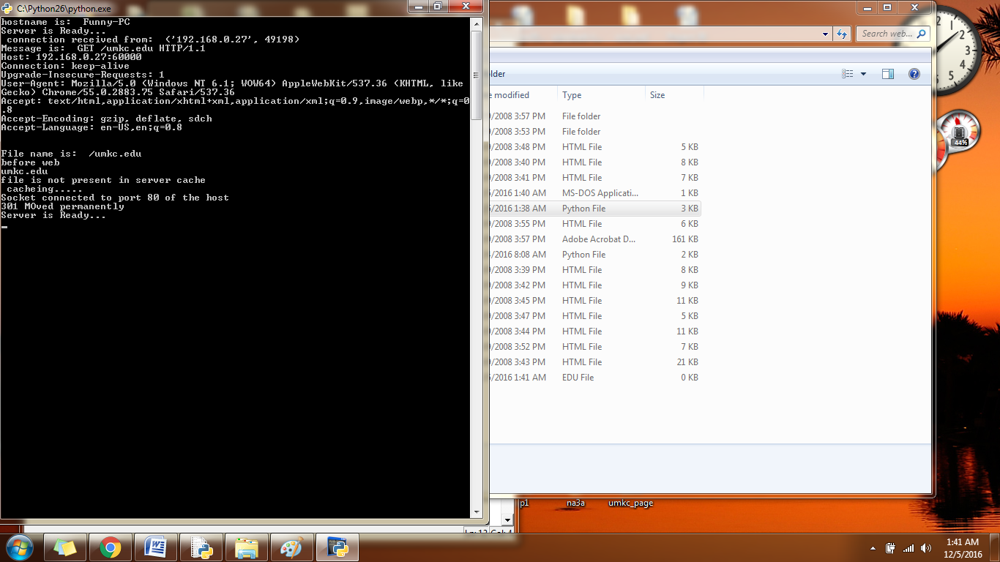 C:\Python26\python.exe
hostname is:  Funny-PC
Server is Ready...
Connection received from:  ('192.168.0.27', 49198)
Message is:  GET /umkc.edu HTTP/1.1
Host: 192.168.0.27:60000
Connection: keep-alive
Upgrade-Insecure-Requests: 1
User-Agent: Mozilla/5.0 (Windows NT 6.1; WOW64) AppleWebKit/537.36 (KHTML, like
Gecko) Chrome/55.0.2883.75 Safari/537.36
Accept: text/html,application/xhtml+xml,application/xml;q=0.9,image/webp,*/*;q=0
.8
Accept-Encoding: gzip, deflate, sdch
Accept-Language: en-US,en;q=0.8
File name is:  /umkc.edu
before web
umkc.edu
file is not present in server cache
 cacheing.....
Socket connected to port 80 of the host
301 MOved permanently
Server is Ready...
Search web...
lder
e modified Type Size
/2008 3:57 PM File folder
/2008 3:53 PM File folder
/2008 3:48 PM HTML File 5 KB
/2008 3:40 PM HTML File 8 KB
/2008 3:41 PM HTML File 7 KB
/2016 1:40 AM MS-DOS Applicati... 1 KB
/2016 1:38 AM Python File 3 KB
/2008 3:55 PM HTML File 6 KB
/2008 3:57 PM Adobe Acrobat D... 161 KB
/2016 8:08 AM Python File 2 KB
/2008 3:39 PM HTML File 8 KB
/2008 3:42 PM HTML File 9 KB
/2008 3:45 PM HTML File 11 KB
/2008 3:47 PM HTML File 5 KB
/2008 3:44 PM HTML File 11 KB
/2008 3:52 PM HTML File 7 KB
/2008 3:43 PM HTML File 21 KB
/2016 1:41 AM EDU File 0 KB
1
2
3
4
5
44%
p1 na3a umkc_page
1:41 AM
12/5/2016